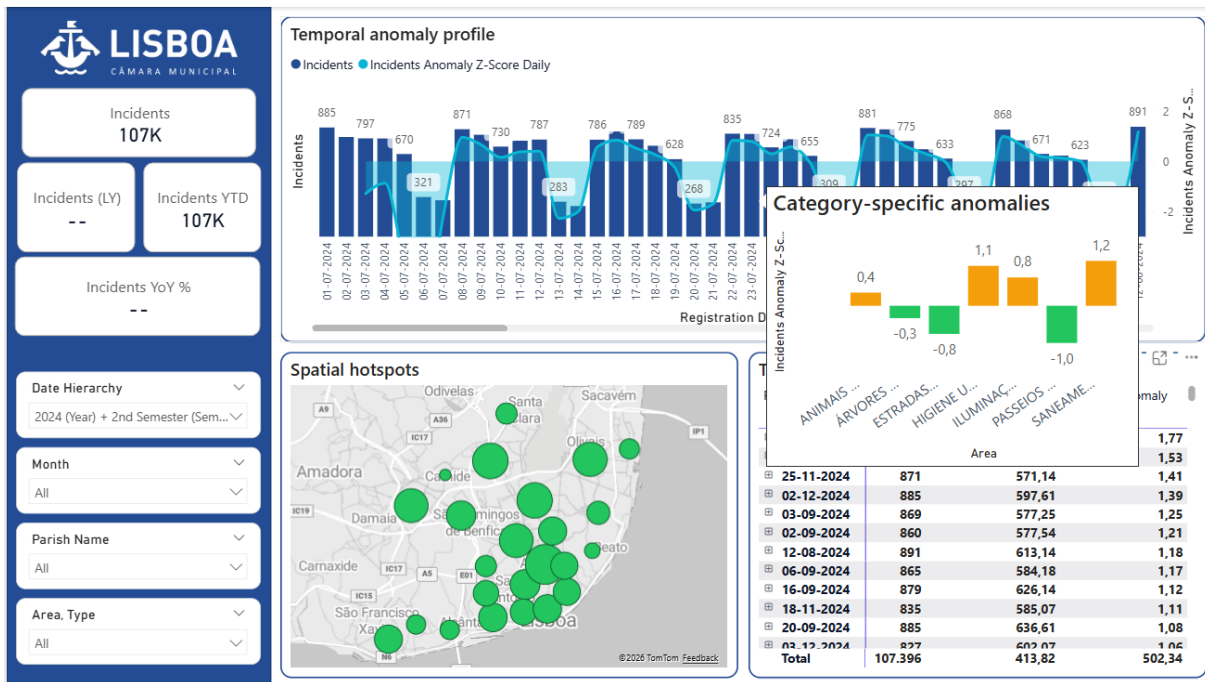 LISBOA
CÂMARA MUNICIPAL
Incidents
107K
Incidents (LY)
--
Incidents YTD
107K
Incidents YoY %
--
Date Hierarchy
2024 (Year) + 2nd Semester (Sem...
Month
All
Parish Name
All
Area, Type
All
Temporal anomaly profile
Incidents Incidents Anomaly Z-Score Daily
Incidents
885 797 670 321 871 730 787 283 786 789 628 268 835 724 655 309 881 775 633 297 868 671 623 891
2
0
-2
Incidents Anomaly Z-S...
01-07-2024
02-07-2024
03-07-2024
04-07-2024
05-07-2024
06-07-2024
07-07-2024
08-07-2024
09-07-2024
10-07-2024
11-07-2024
12-07-2024
13-07-2024
14-07-2024
15-07-2024
16-07-2024
17-07-2024
18-07-2024
19-07-2024
20-07-2024
21-07-2024
22-07-2024
23-07-2024
Registration D
Category-specific anomalies
Incidents Anomaly Z-Sc...
0,4
-0,3
-0,8
1,1
0,8
-1,0
1,2
ANIMAIS ...
ÁRVORES ...
ESTRADAS...
HIGIENE U...
ILUMINAÇ...
PASSEIOS ...
SANEAME...
Area
Spatial hotspots
Odivelas
Santa
Sacavém
A9
A36
IC17
IP1
Olivais
Amadora
IC19
Damaia
Benfica
Beato
Carnaxide
IC17
A5
E01
IC15
São Francisco
Lisboa
N6
©2026 TomTom Feedback
1,77
1,53
25-11-2024 871 571,14 1,41
02-12-2024 885 597,61 1,39
03-09-2024 869 577,25 1,25
02-09-2024 860 577,54 1,21
12-08-2024 891 613,14 1,18
06-09-2024 865 584,18 1,17
16-09-2024 879 626,14 1,12
18-11-2024 835 585,07 1,11
20-09-2024 885 636,61 1,08
03-12-2024 827 602,07 1,06
Total 107.396 413,82 502,34